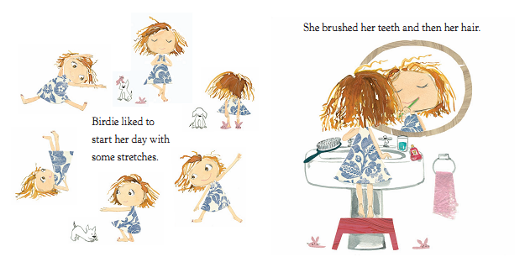 Birdie liked to
start her day with
some stretches.
She brushed her teeth and then her hair.